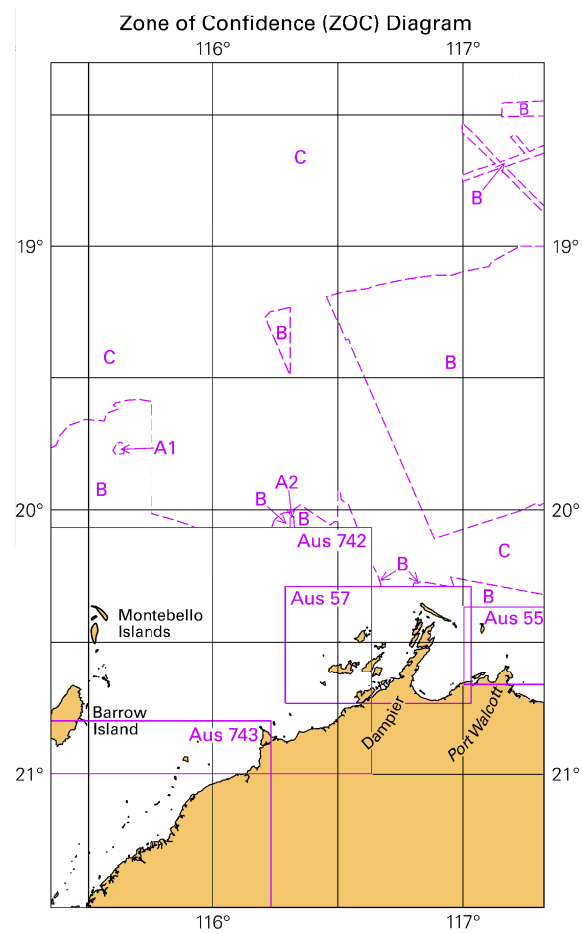 Zone of Confidence (ZOC) Diagram
116° 117°
B
C
B
19° 19°
B
C B
A1
A2
B B
20° B 20°
Aus 742
C
B
Aus 57 B
Aus 55
Montebello
Islands
Barrow
Island
Aus 743
Dampier
Port Walcott
21° 21°
116° 117°